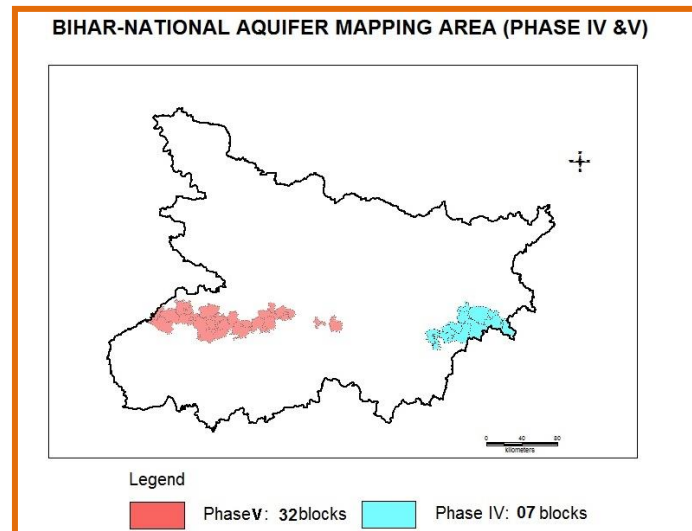 BIHAR-NATIONAL AQUIFER MAPPING AREA (PHASE IV &V)
0 40 80
kilometers
Legend
PhaseV: 32blocks Phase IV: 07 blocks